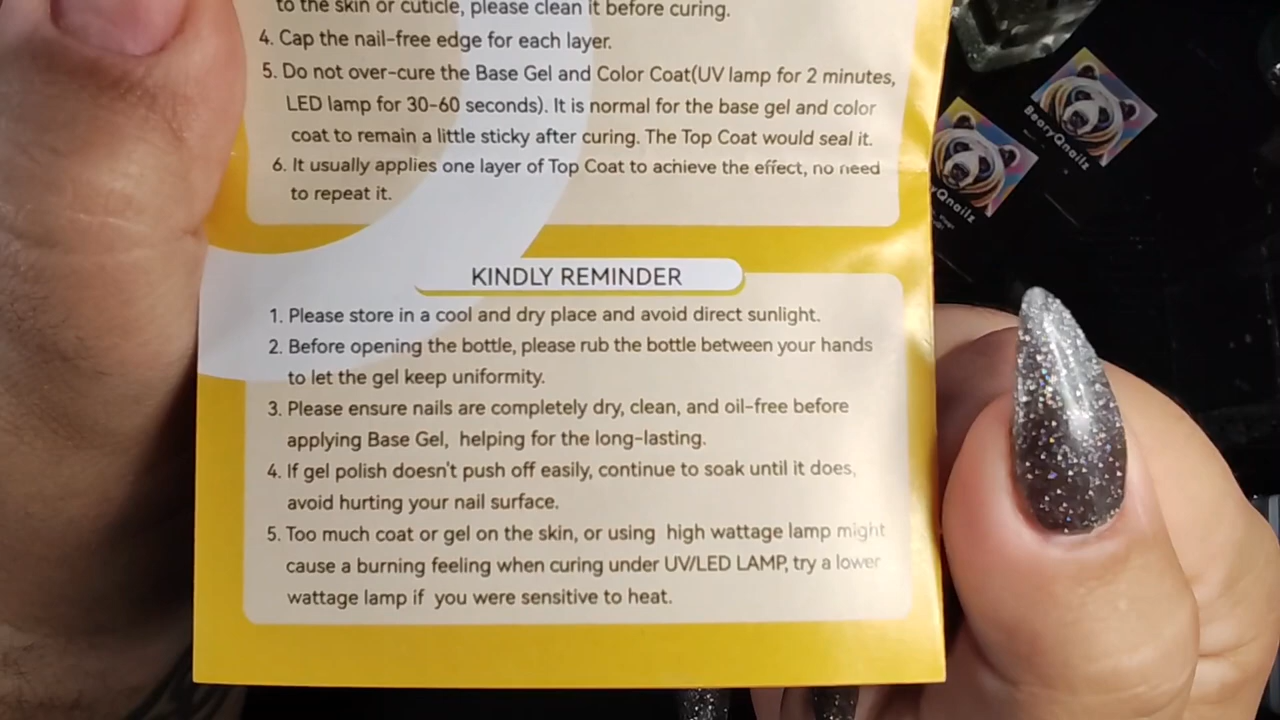 to the skin or cuticle, please clean it before curing.
4. Cap the nail-free edge for each layer.
5. Do not over-cure the Base Gel and Color Coat(UV lamp for 2 minutes,
LED lamp for 30-60 seconds). It is normal for the base gel and color
coat to remain a little sticky after curing. The Top Coat would seal it.
6. It usually applies one layer of Top Coat to achieve the effect, no need
to repeat it.
KINDLY REMINDER
1. Please store in a cool and dry place and avoid direct sunlight.
2. Before opening the bottle, please rub the bottle between your hands
to let the gel keep uniformity.
3. Please ensure nails are completely dry, clean, and oil-free before
applying Base Gel, helping for the long-lasting.
4. If gel polish doesn't push off easily, continue to soak until it does,
avoid hurting your nail surface.
5. Too much coat or gel on the skin, or using high wattage lamp might
cause a burning feeling when curing under UV/LED LAMP, try a lower
wattage lamp if you were sensitive to heat.
BearyQnailz
ryQnailz